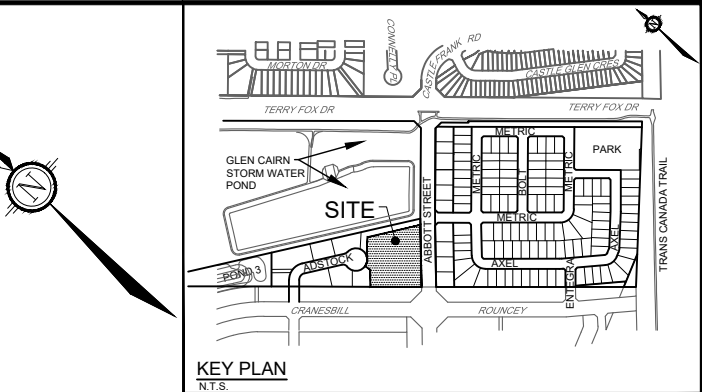 N
CONNELLY PL
CASTLE FRANK RD
MORTON DR
CASTLE GLEN CRES
TERRY FOX DR
TERRY FOX DR
METRIC
PARK
GLEN CAIRN
STORM WATER
POND
METRIC
BOLT
METRIC
SITE
ABBOTT STREET
METRIC
TRANS CANADA TRAIL
AXEL
ADSTOCK
AXEL
POND 3
ENTEGRA
CRANESBILL
ROUNCEY
KEY PLAN
N.T.S.